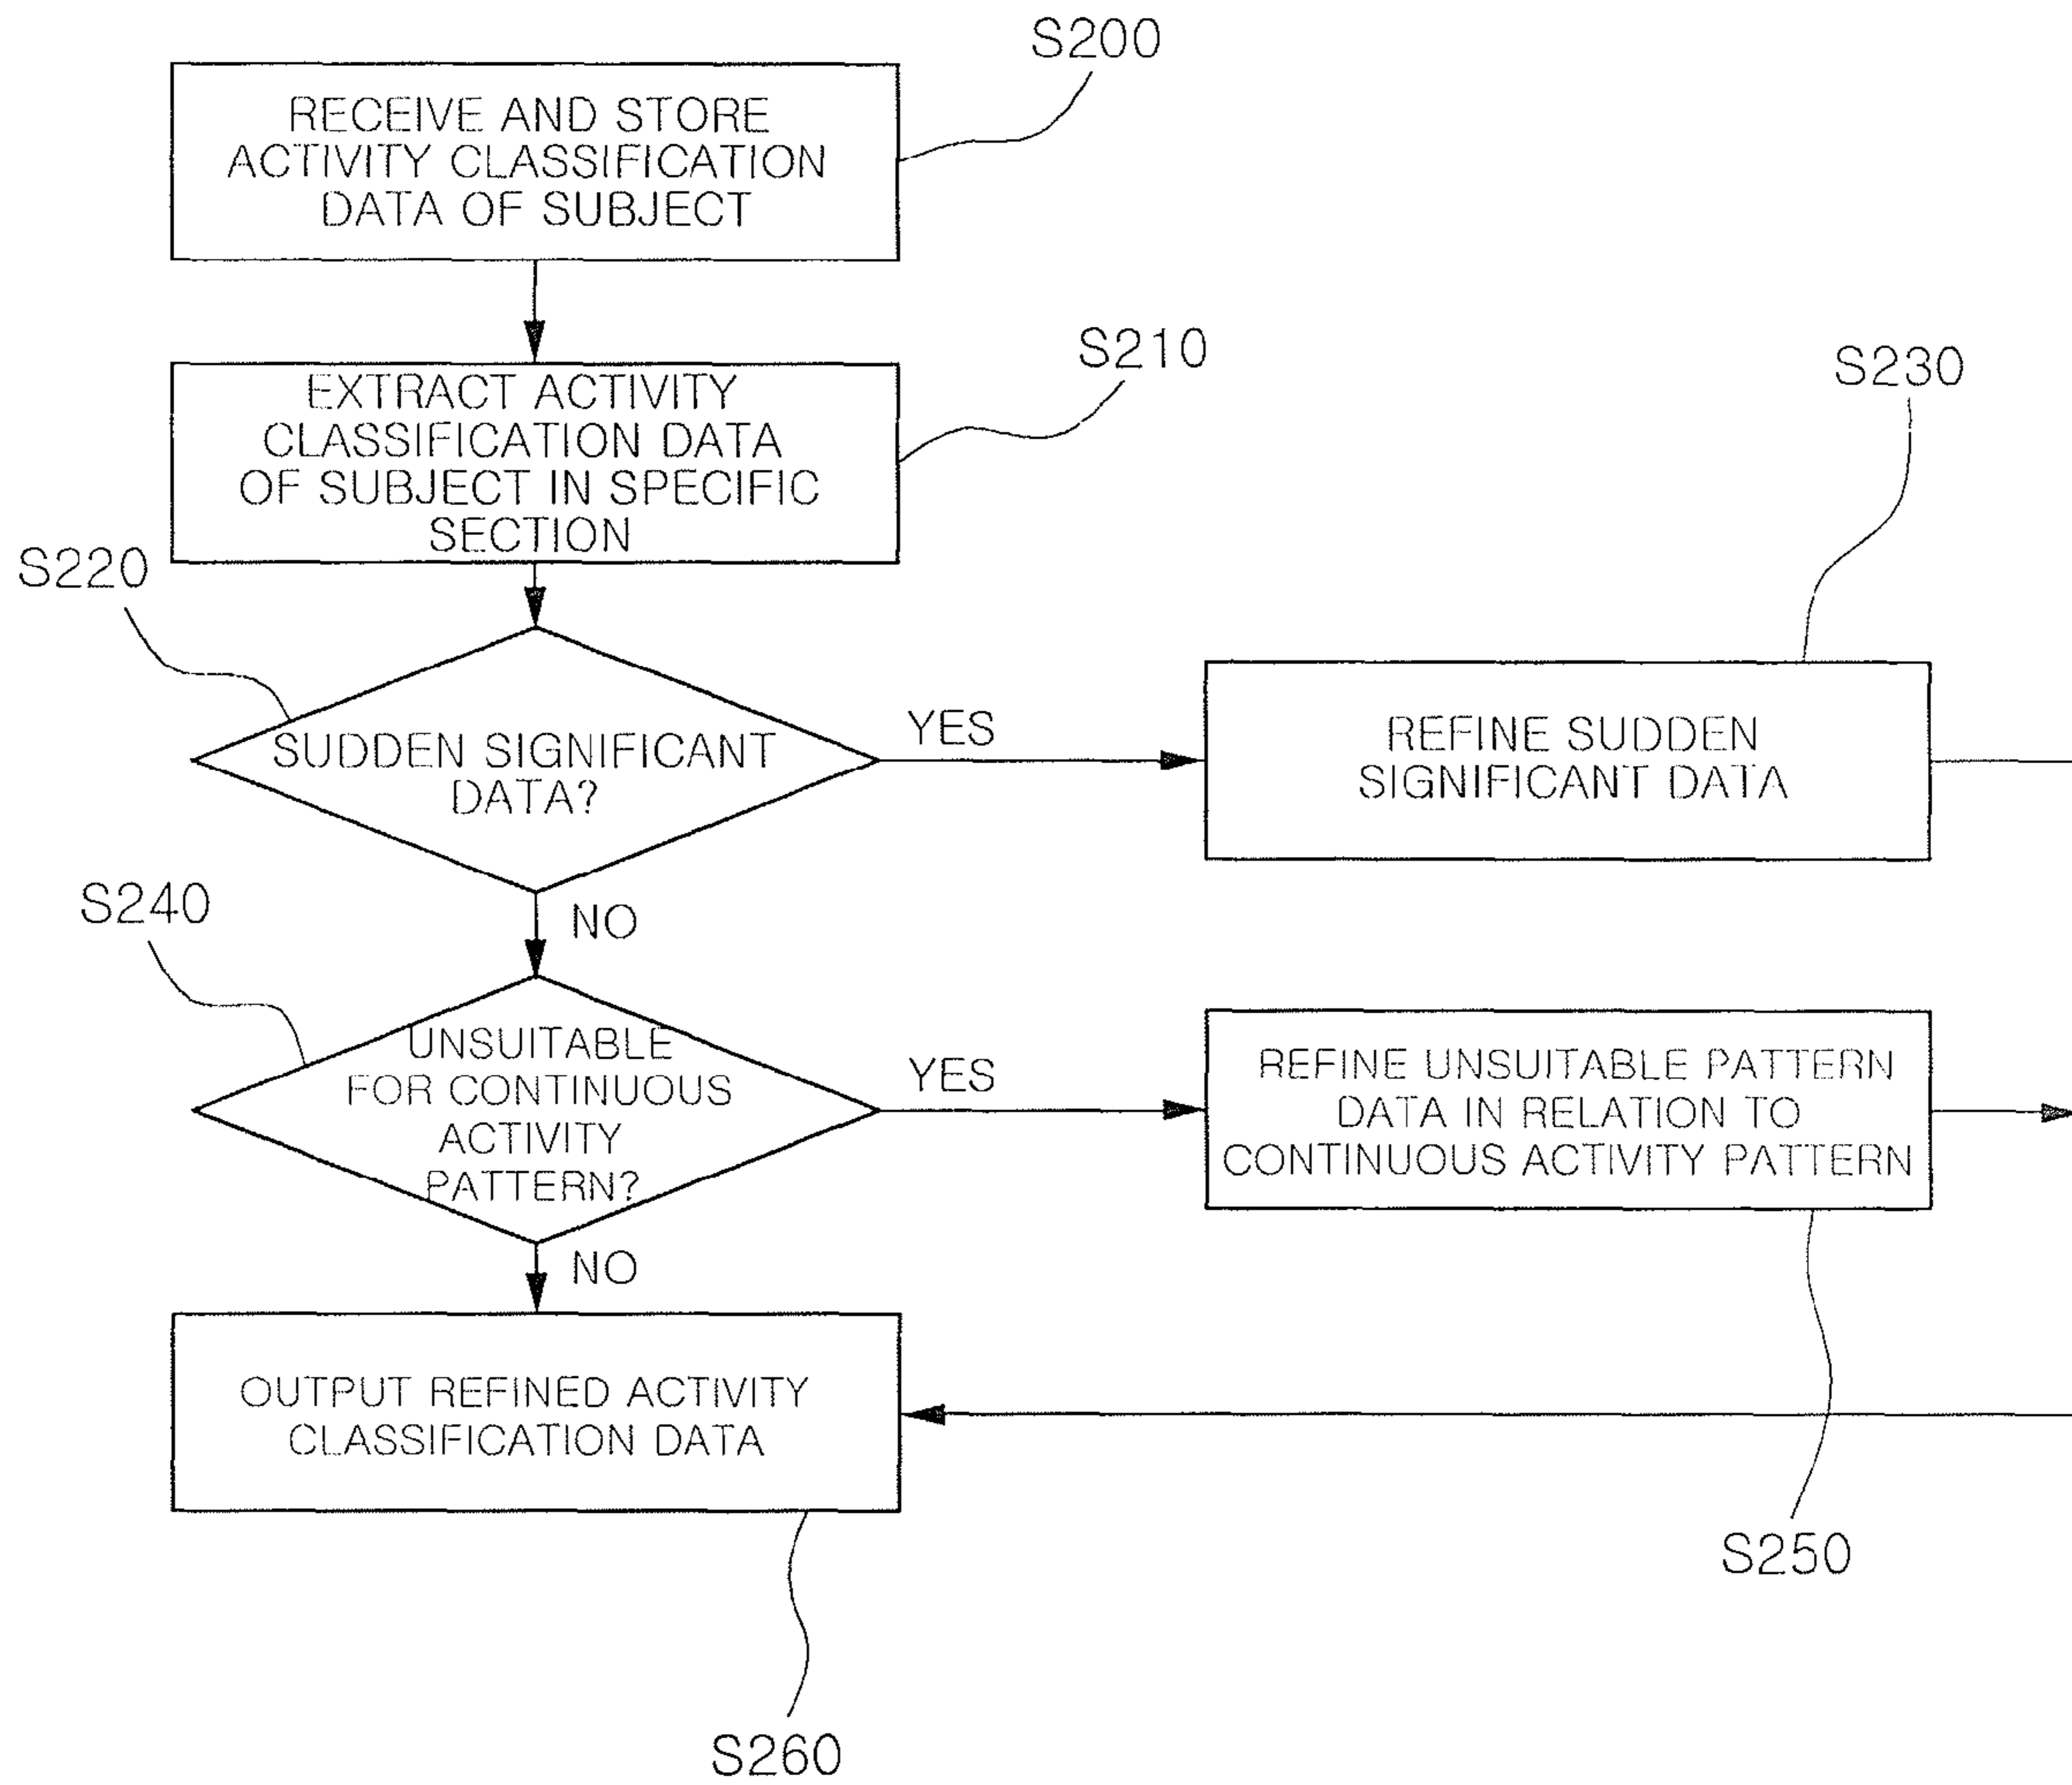 S200
RECEIVE AND STORE
ACTIVITY CLASSIFICATION
DATA OF SUBJECT
S210
EXTRACT ACTIVITY
CLASSIFICATION DATA
OF SUBJECT IN SPECIFIC
SECTION
S220
SUDDEN SIGNIFICANT
DATA?
YES
S230
REFINE SUDDEN
SIGNIFICANT DATA
NO
S240
UNSUITABLE
FOR CONTINUOUS
ACTIVITY
PATTERN?
YES
REFINE UNSUITABLE PATTERN
DATA IN RELATION TO
CONTINUOUS ACTIVITY PATTERN
S250
NO
OUTPUT REFINED ACTIVITY
CLASSIFICATION DATA
S260